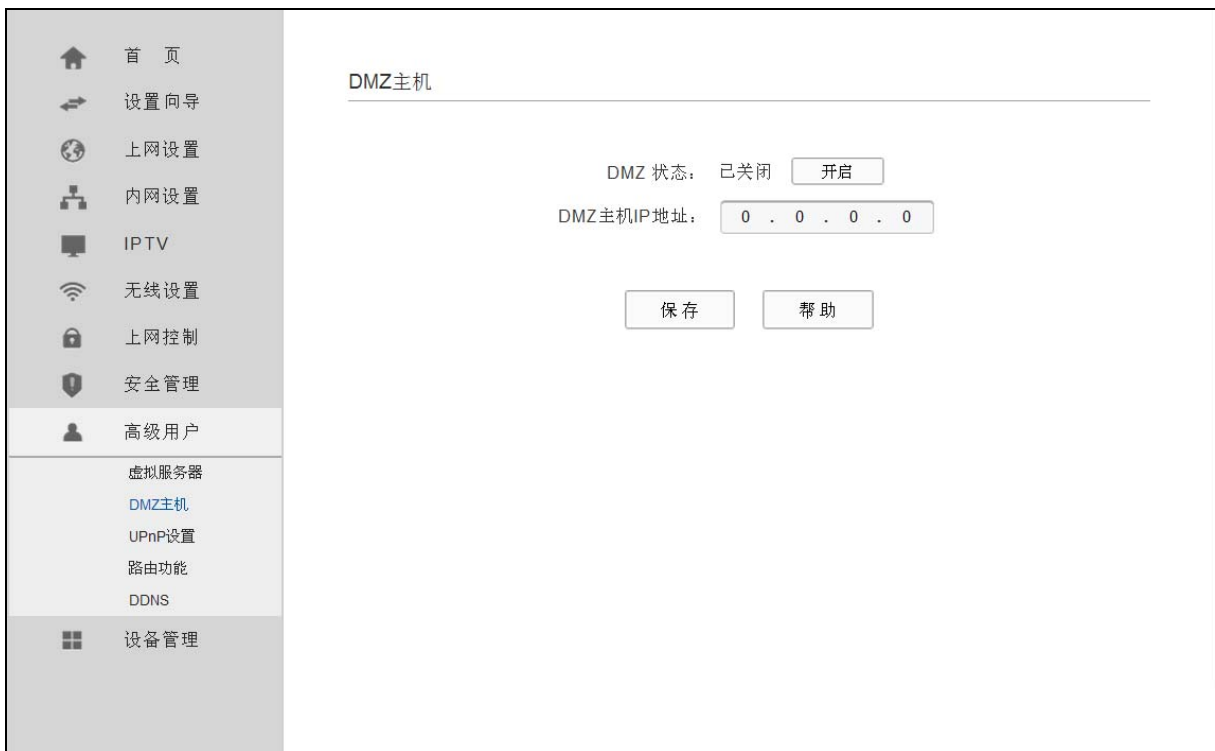 首 页
设置向导
上网设置
内网设置
IPTV
无线设置
上网控制
安全管理
高级用户
虚拟服务器
DMZ主机
UPnP设置
路由功能
DDNS
设备管理
DMZ主机
DMZ 状态： 已关闭 开启
DMZ主机IP地址： 0 . 0 . 0 . 0
保存 帮助